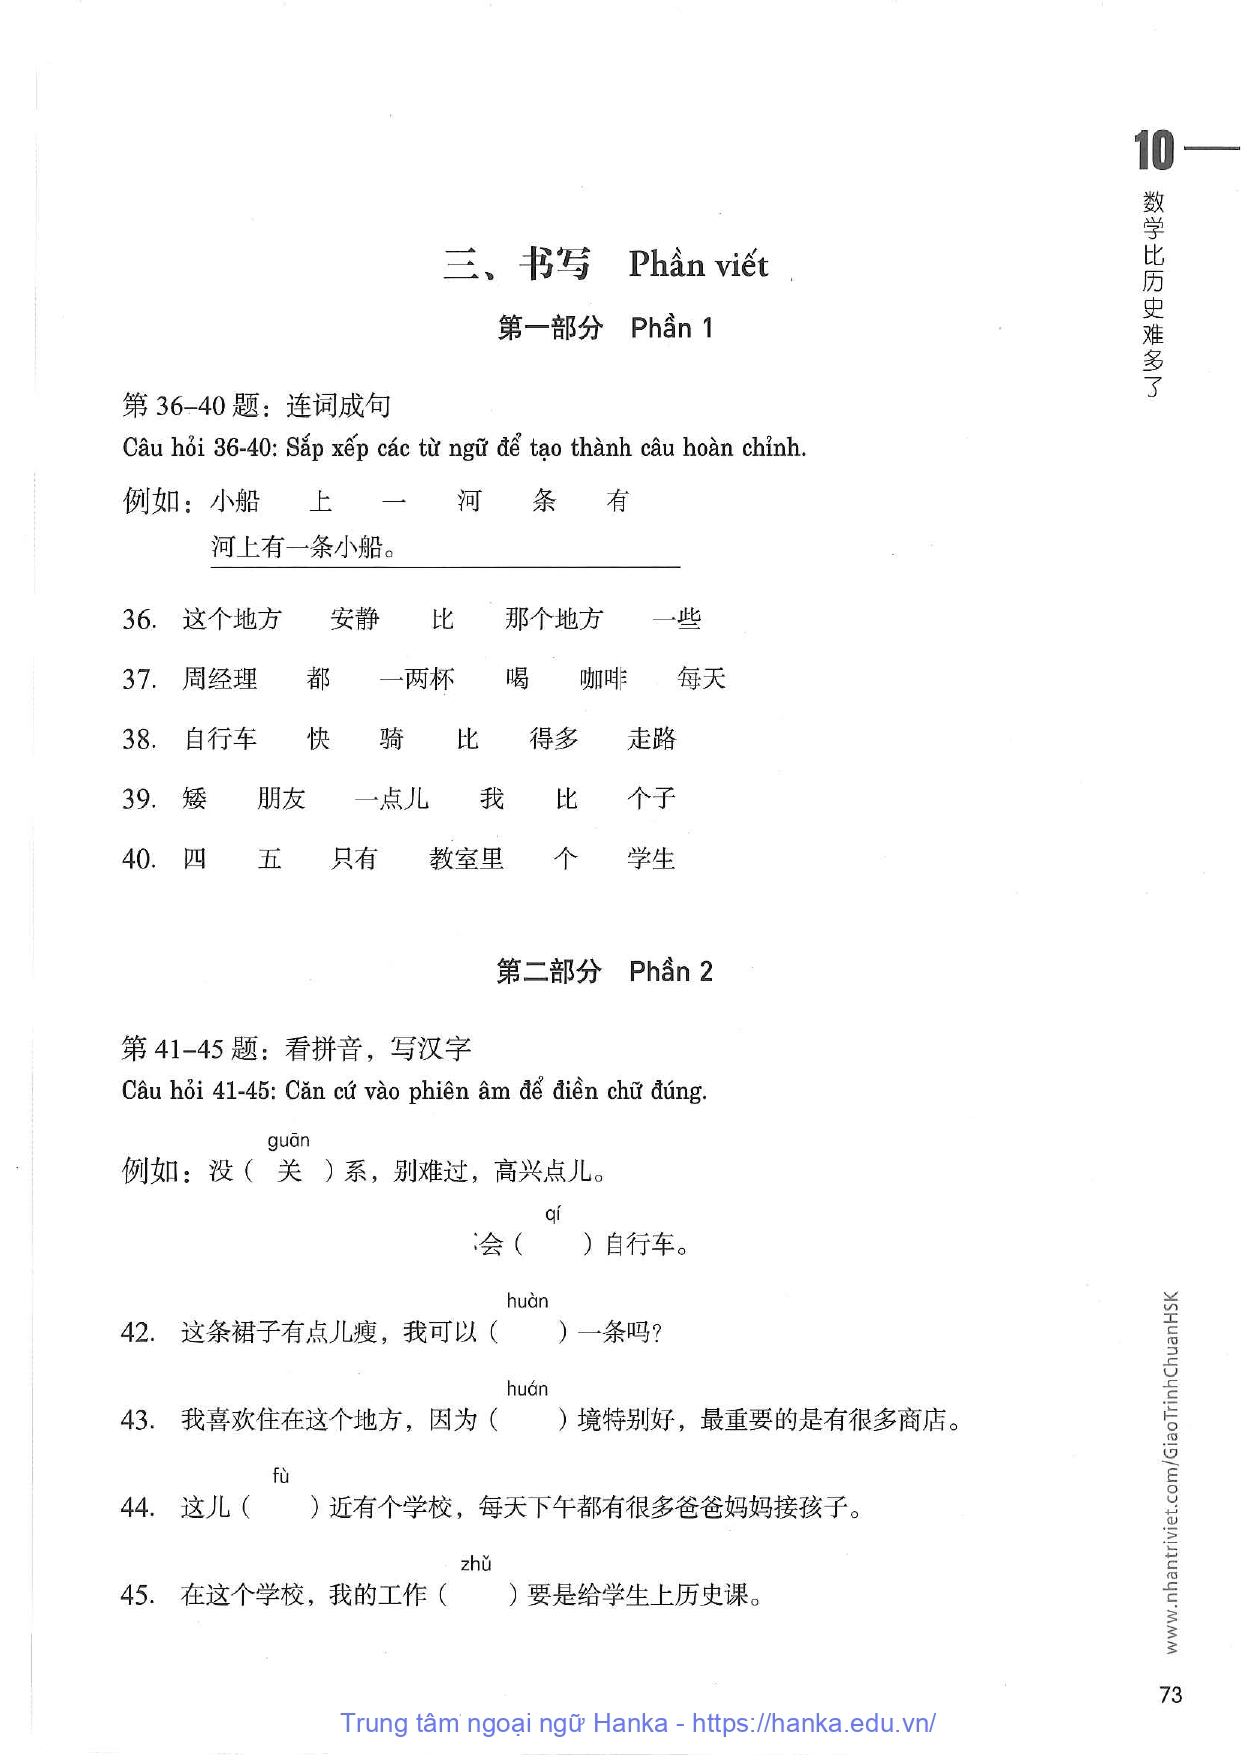 10
数学比历史难多了
三、书写 Phần viết
第一部分 Phần 1
第 36–40 题：连词成句
Câu hỏi 36-40: Sắp xếp các từ ngữ để tạo thành câu hoàn chỉnh.
例如：小船 上 一 河 条 有
河上有一条小船。
36. 这个地方 安静 比 那个地方 一些
37. 周经理 都 一两杯 喝 咖啡 每天
38. 自行车 快 骑 比 得多 走路
39. 矮 朋友 一点儿 我 比 个子
40. 四 五 只有 教室里 个 学生
第二部分 Phần 2
第 41–45 题：看拼音，写汉字
Câu hỏi 41-45: Căn cứ vào phiên âm để điền chữ đúng.
guān
例如：没（ 关 ）系，别难过，高兴点儿。
qí
会（ ）自行车。
huàn
42. 这条裙子有点儿瘦，我可以（ ）一条吗？
huán
43. 我喜欢住在这个地方，因为（ ）境特别好，最重要的是有很多商店。
fù
44. 这儿（ ）近有个学校，每天下午都有很多爸爸妈妈接孩子。
zhǔ
45. 在这个学校，我的工作（ ）要是给学生上历史课。
www.nhantriviet.com/GiaoTrinhChuanHSK
73
Trung tâm ngoại ngữ Hanka - https://hanka.edu.vn/